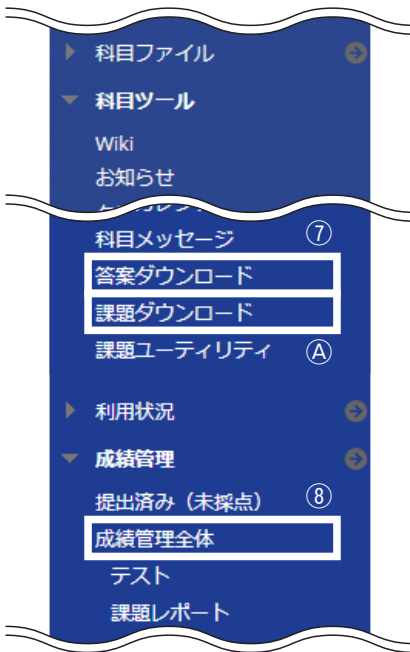 科目ファイル
科目ツール
Wiki
お知らせ
科目メッセージ ⑦
答案ダウンロード
課題ダウンロード
課題ユーティリティ Ⓐ
利用状況
成績管理
提出済み（未採点） ⑧
成績管理全体
テスト
課題レポート